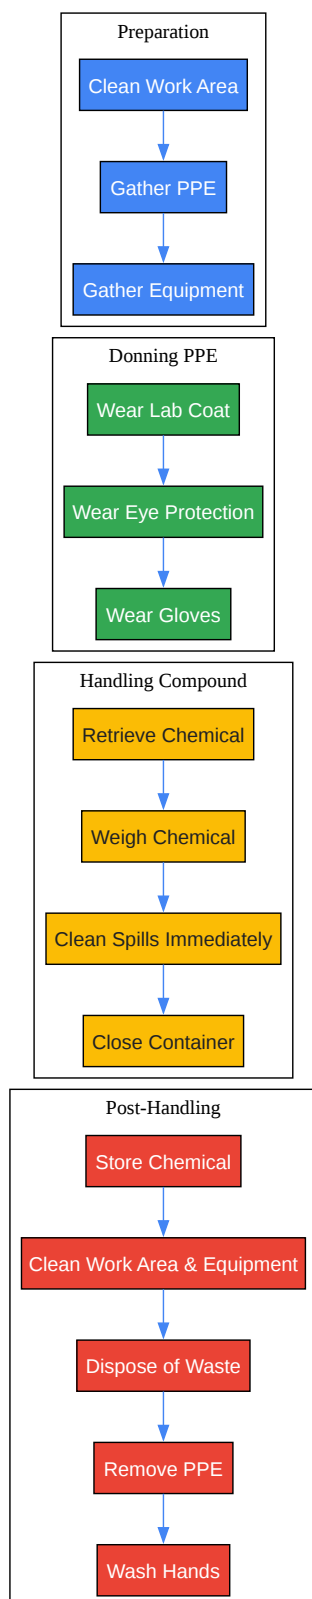 Preparation
Clean Work Area
Gather PPE
Gather Equipment
Donning PPE
Wear Lab Coat
Wear Eye Protection
Wear Gloves
Handling Compound
Retrieve Chemical
Weigh Chemical
Clean Spills Immediately
Close Container
Post-Handling
Store Chemical
Clean Work Area & Equipment
Dispose of Waste
Remove PPE
Wash Hands